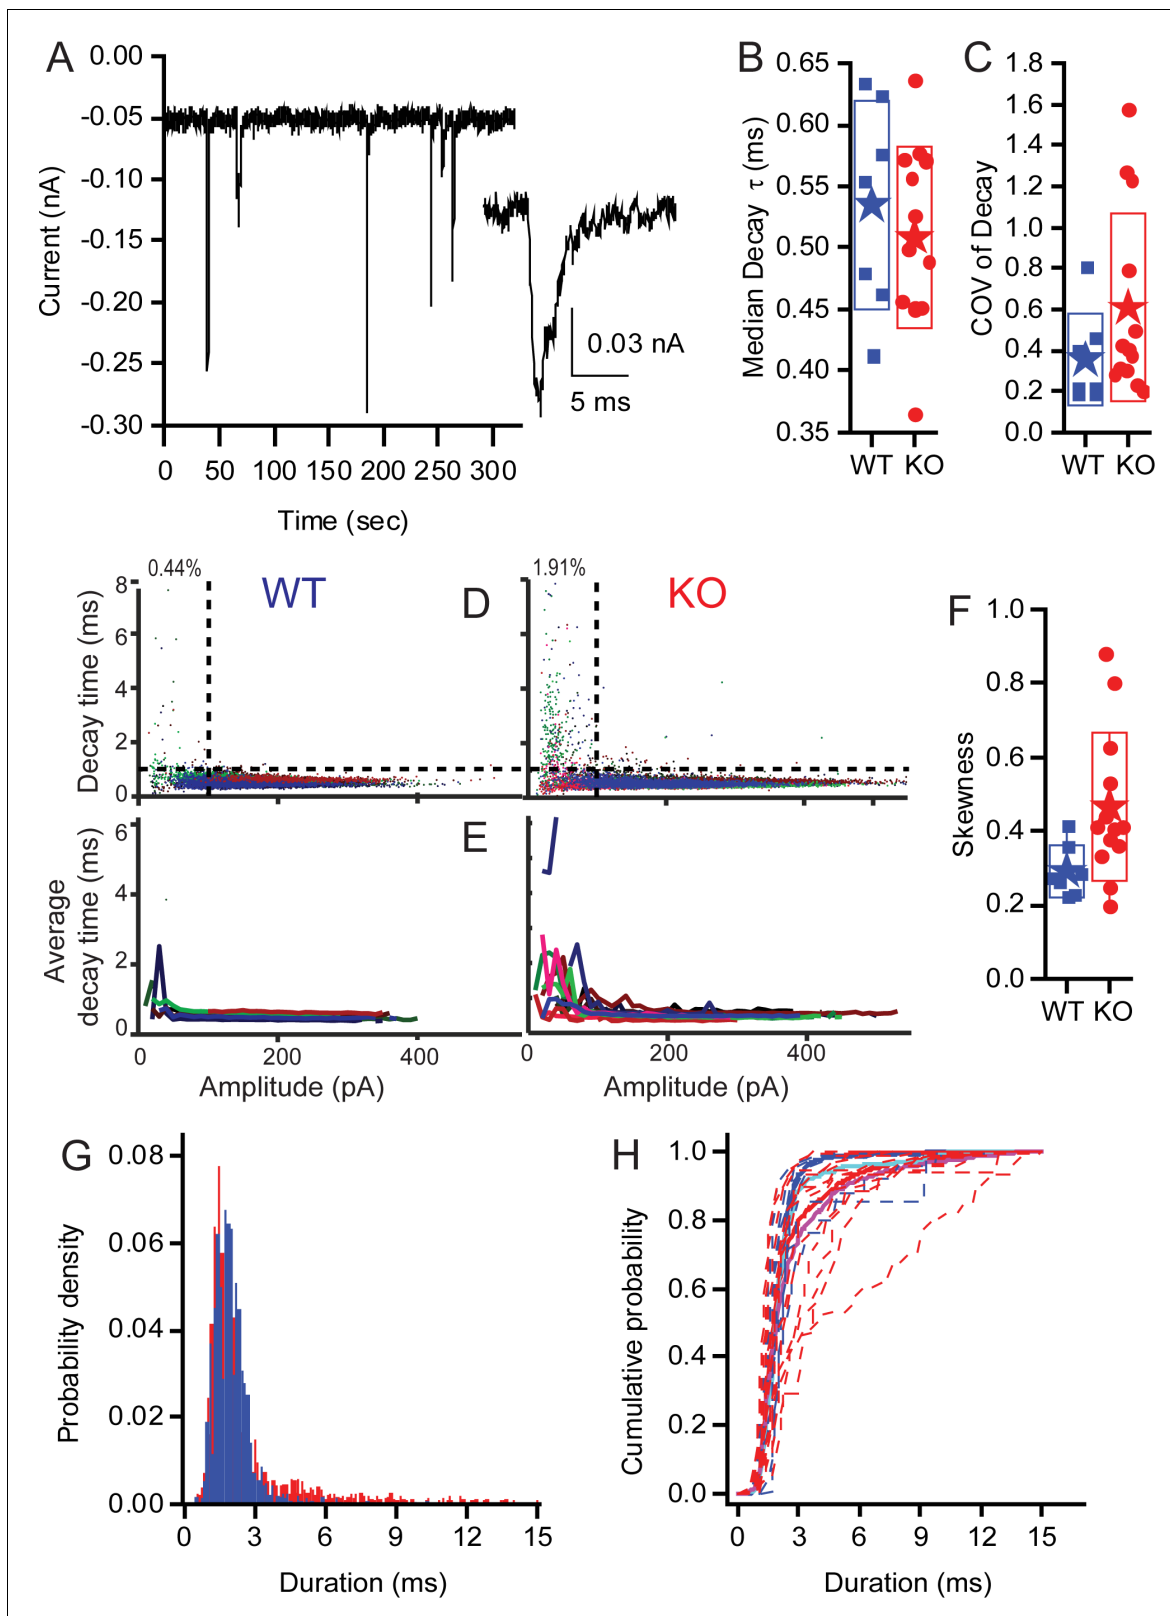 A
0.00
-0.05
-0.10
-0.15
-0.20
-0.25
-0.30
Current (nA)
0 50 100 150 200 250 300
Time (sec)
0.03 nA
5 ms
B
0.65
0.60
0.55
0.50
0.45
0.40
0.35
Median Decay τ (ms)
WT KO
C
1.8
1.6
1.4
1.2
1.0
0.8
0.6
0.4
0.2
0.0
COV of Decay
WT KO
0.44%
WT
D
1.91%
KO
8
6
4
2
0
Decay time (ms)
E
6
4
2
0
Average
decay time (ms)
0 200 400
Amplitude (pA)
0 200 400
Amplitude (pA)
F
1.0
0.8
0.6
0.4
0.2
0.0
Skewness
WT KO
G
0.08
0.06
0.04
0.02
0.00
Probability density
0 3 6 9 12 15
Duration (ms)
H
1.0
0.8
0.6
0.4
0.2
0.0
Cumulative probability
0 3 6 9 12 15
Duration (ms)